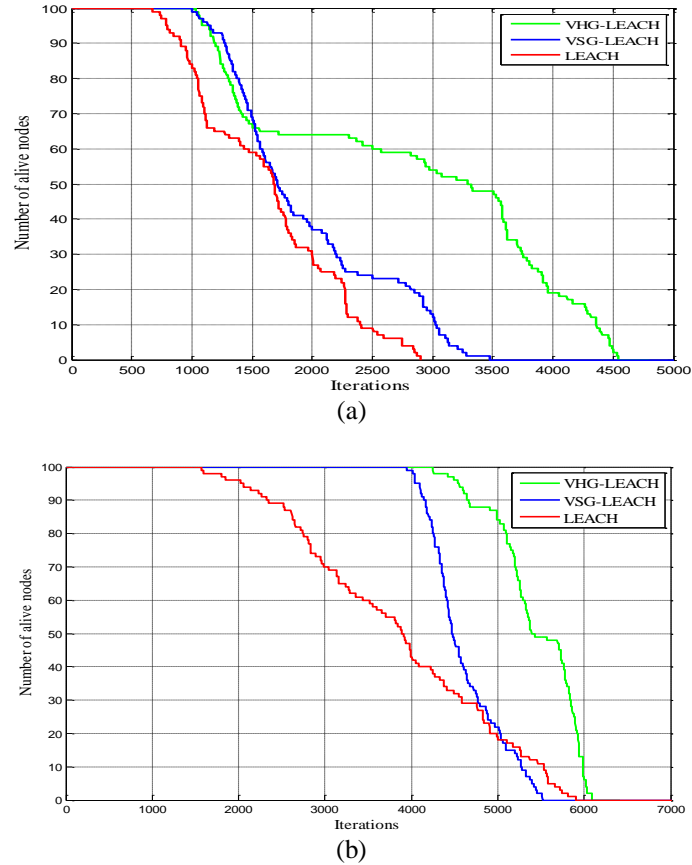 100
90
80
70
60
50
40
30
20
10
0
Number of alive nodes
VHG-LEACH
VSG-LEACH
LEACH
0 500 1000 1500 2000 2500 3000 3500 4000 4500 5000
Iterations
(a)
100
90
80
70
60
50
40
30
20
10
0
Number of alive nodes
VHG-LEACH
VSG-LEACH
LEACH
0 1000 2000 3000 4000 5000 6000 7000
Iterations
(b)